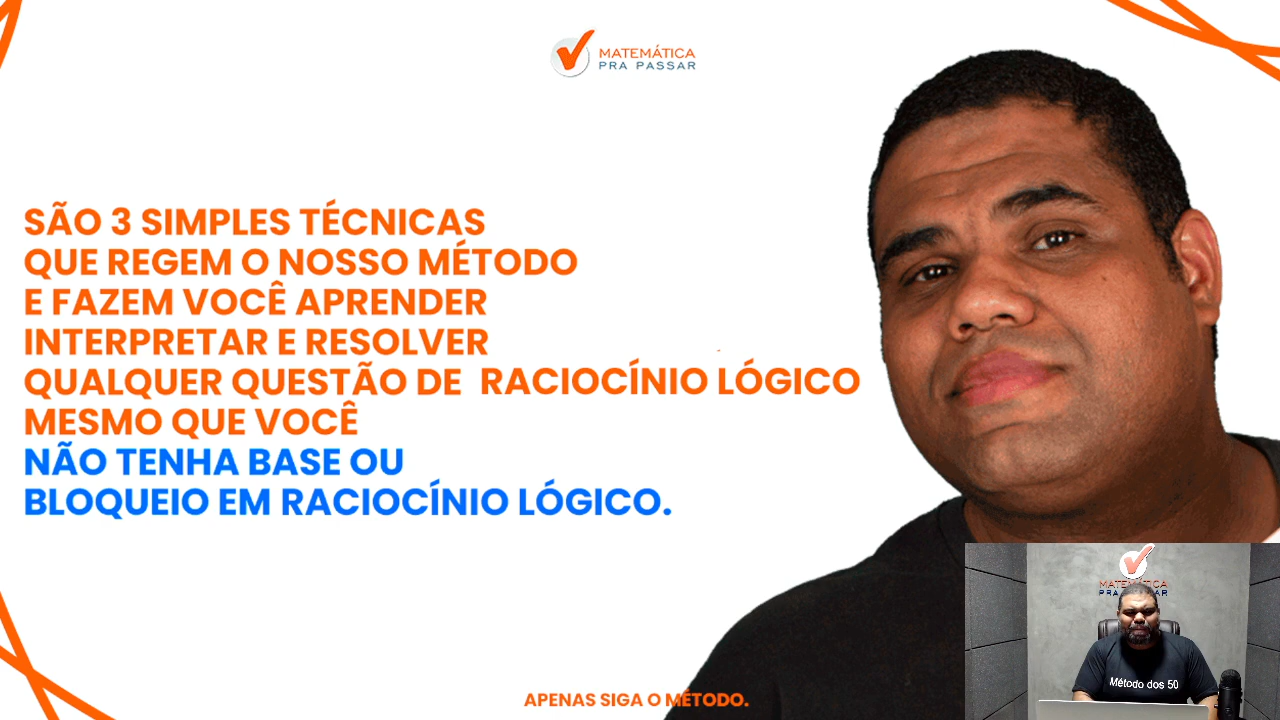 MATEMÁTICA
PRA PASSAR
SÃO 3 SIMPLES TÉCNICAS
QUE REGEM O NOSSO MÉTODO
E FAZEM VOCÊ APRENDER
INTERPRETAR E RESOLVER
QUALQUER QUESTÃO DE RACIOCÍNIO LÓGICO
MESMO QUE VOCÊ
NÃO TENHA BASE OU
BLOQUEIO EM RACIOCÍNIO LÓGICO.
MATEMÁTICA
PRA PASSAR
Método dos 50
APENAS SIGA O MÉTODO.